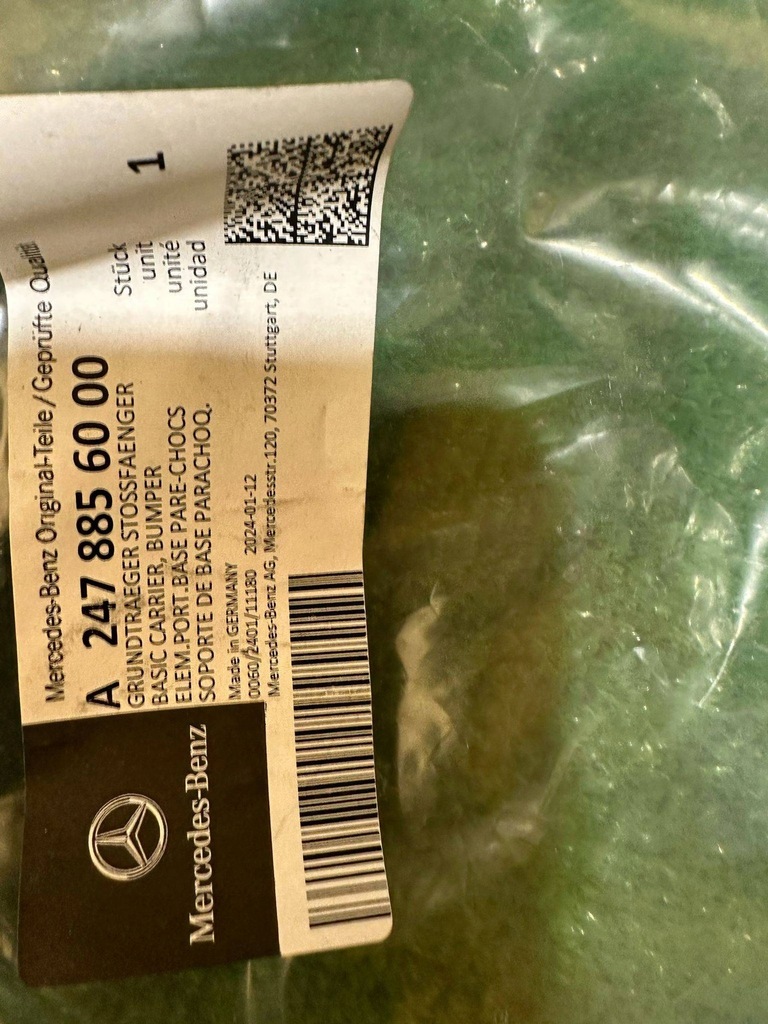 Mercedes-Benz Original-Teile / Geprüfte Qualität
A 247 885 60 00
GRUNDTRAEGER STOSSFAENGER
BASIC CARRIER, BUMPER
ELEM.PORT.BASE PARE-CHOCS
SOPORTE DE BASE PARACHOQ.
Stück
unit
unité
unidad
1
Made in GERMANY
0060/2401/11180 2024-01-12
Mercedes-Benz AG, Mercedesstr.120, 70372 Stuttgart, DE
Mercedes-Benz